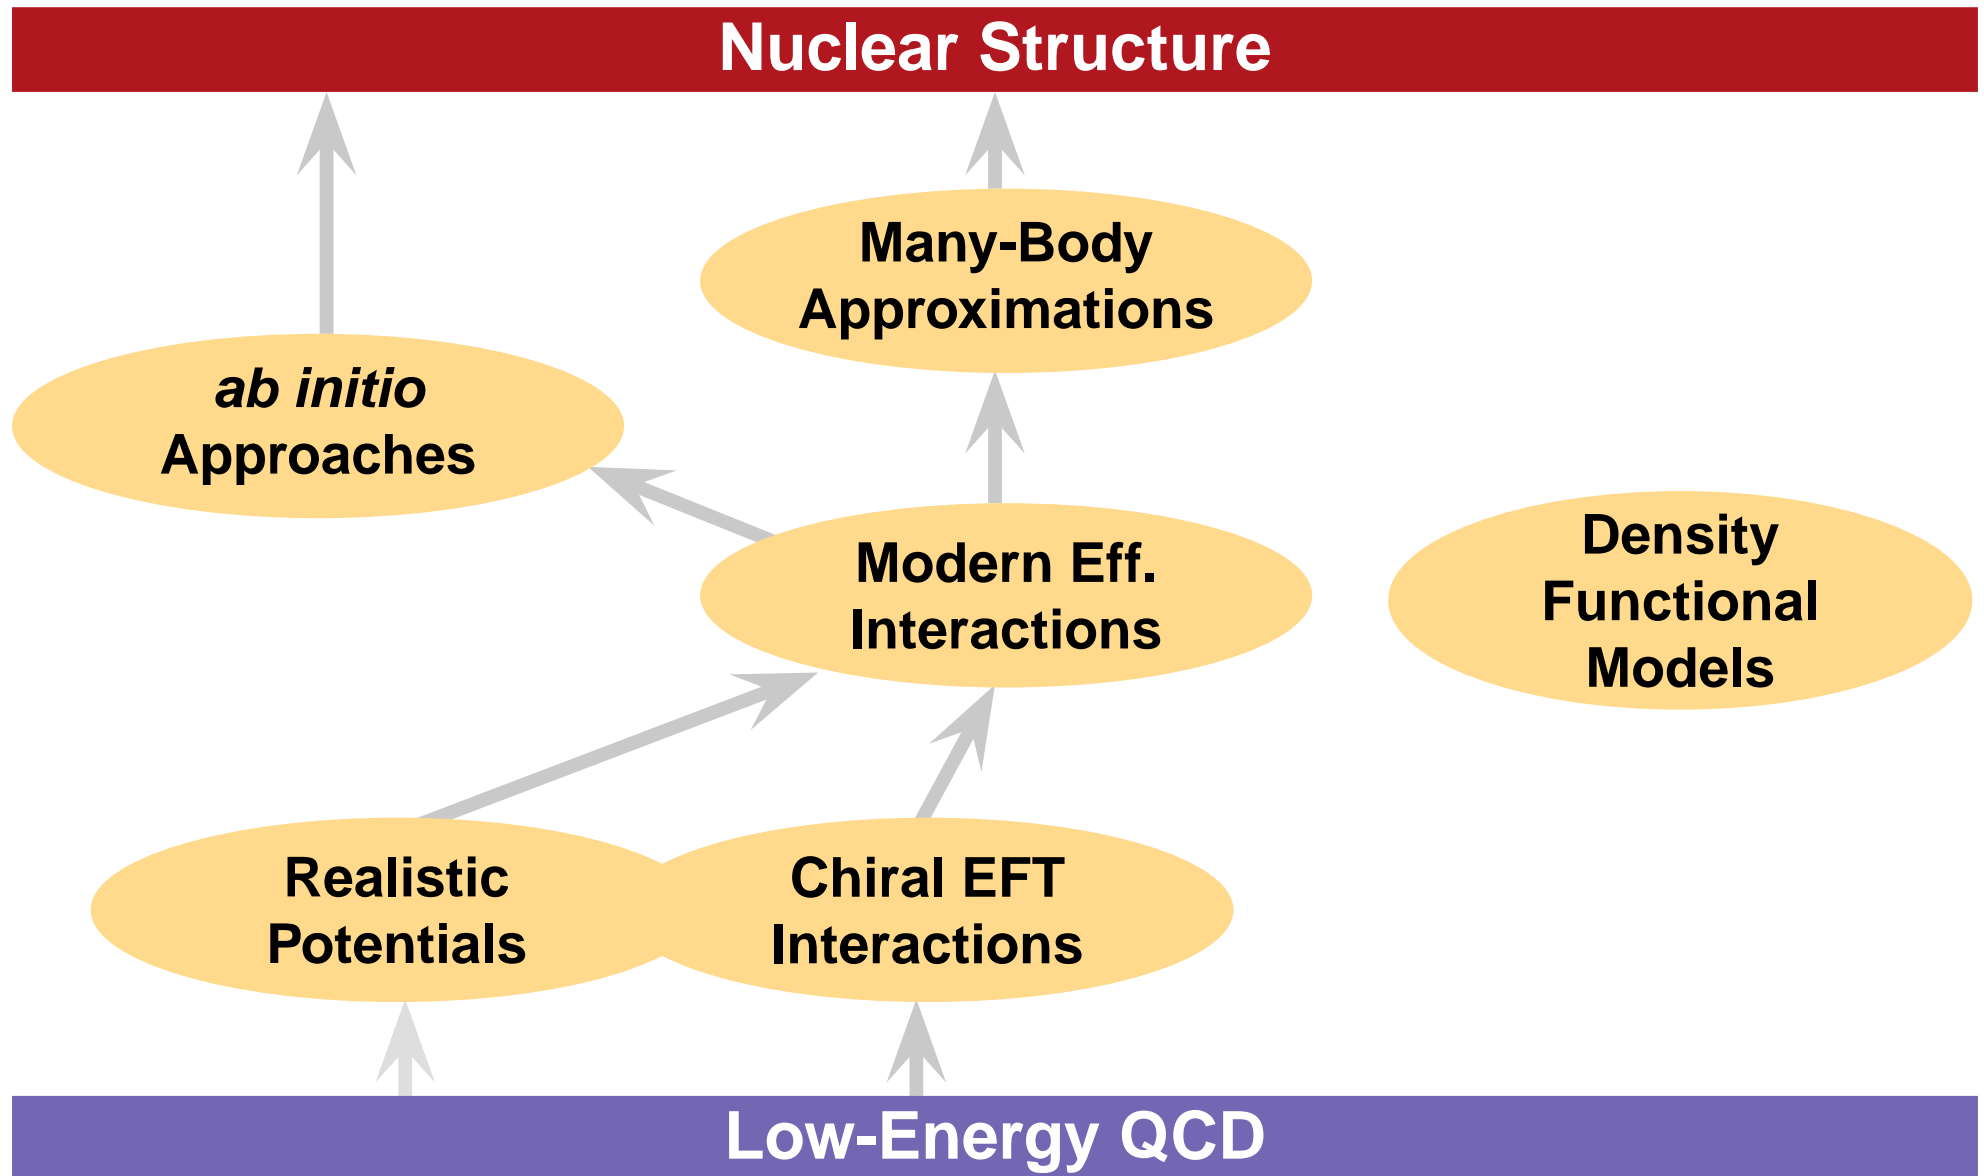 Nuclear Structure
Many-Body
Approximations
ab initio
Approaches
Modern Eff.
Interactions
Density
Functional
Models
Realistic
Potentials
Chiral EFT
Interactions
Low-Energy QCD